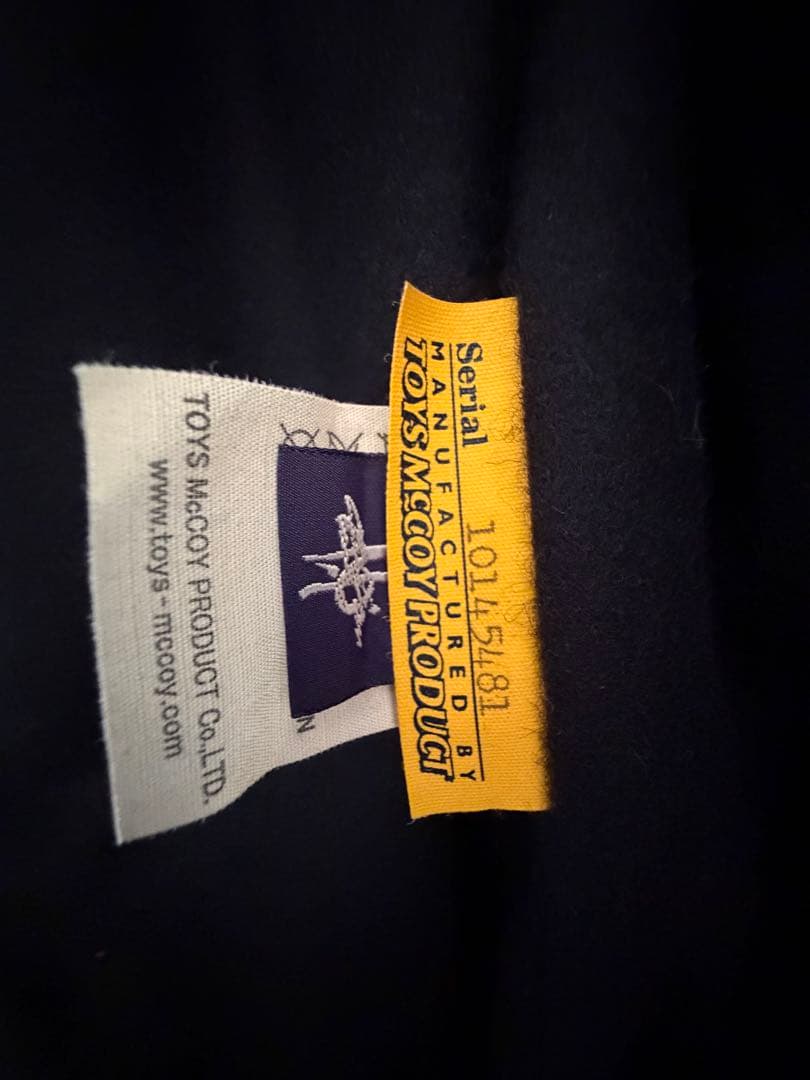 Serial 10145481
MANUFACTURED BY
TOYS McCOY PRODUCT
N
TOYS McCOY PRODUCT Co.,LTD.
www.toys-mccoy.com